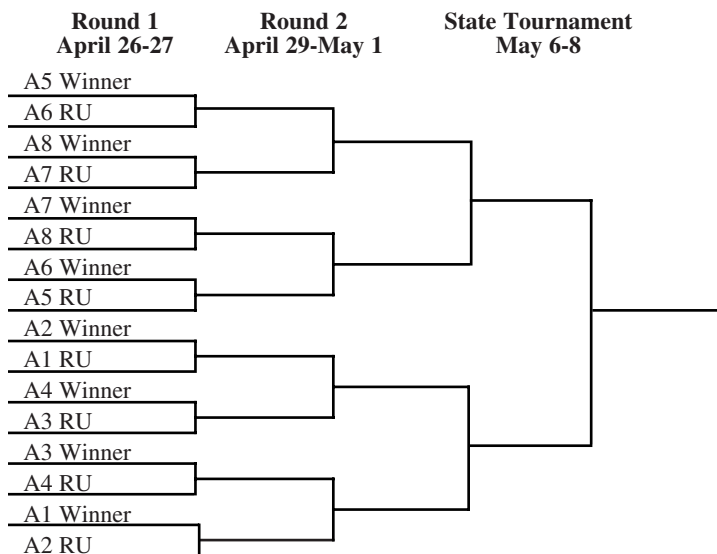 Round 1 Round 2 State Tournament
April 26-27 April 29-May 1 May 6-8
A5 Winner
A6 RU
A8 Winner
A7 RU
A7 Winner
A8 RU
A6 Winner
A5 RU
A2 Winner
A1 RU
A4 Winner
A3 RU
A3 Winner
A4 RU
A1 Winner
A2 RU